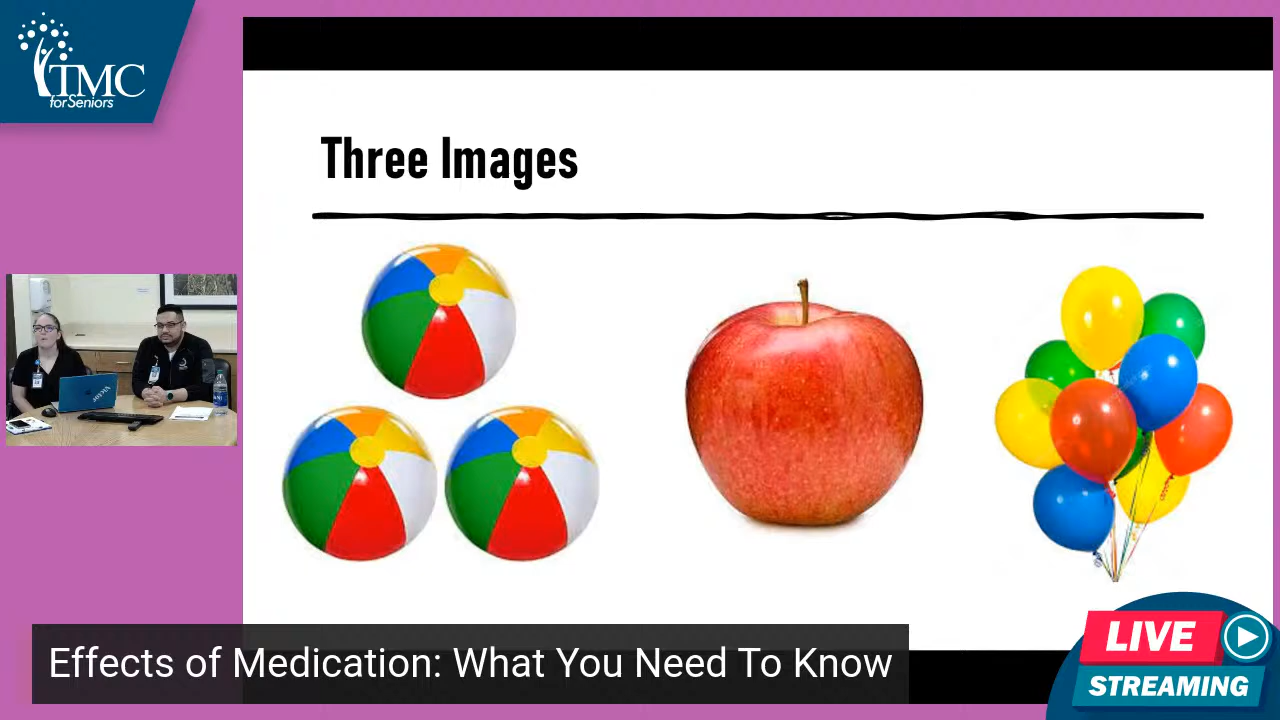 TMC
for Seniors
Three Images
Effects of Medication: What You Need To Know
LIVE
STREAMING